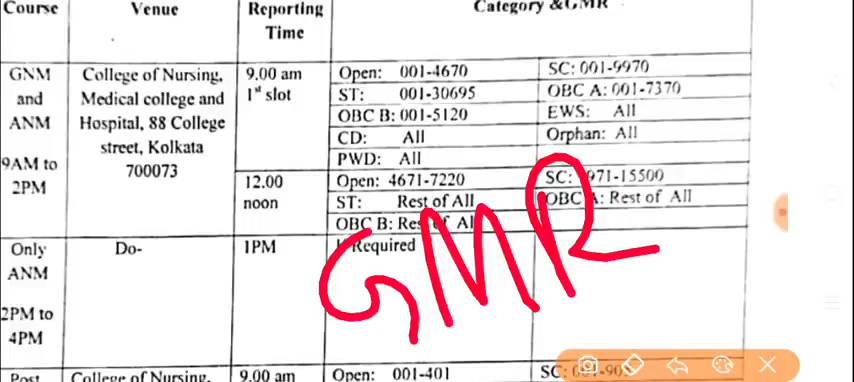 Course Venue Reporting Time Category &GMR
GNM and ANM
9AM to 2PM
College of Nursing,
Medical college and
Hospital, 88 College
street, Kolkata
700073
9.00 am
1st slot
Open: 001-4670 SC: 001-9970
ST: 001-30695 OBC A: 001-7370
OBC B: 001-5120 EWS: All
CD: All Orphan: All
PWD: All
12.00
noon
Open: 4671-7220 SC: 971-15500
ST: Rest of All OBC A: Rest of All
OBC B: Rest of All
Only
ANM
2PM to
4PM
Do-
1PM
If Required
GMR
Post College of Nursing, 9.00 am Open: 001-401 SC: